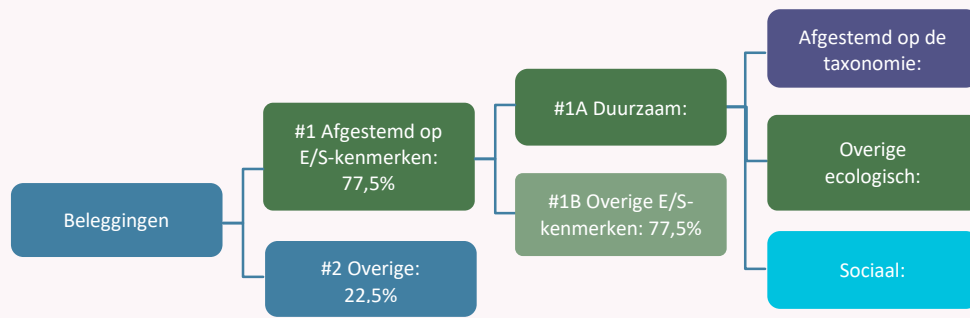 Beleggingen
#1 Afgestemd op
E/S-kenmerken:
77,5%
#2 Overige:
22,5%
#1A Duurzaam:
#1B Overige E/S-
kenmerken: 77,5%
Afgestemd op de
taxonomie:
Overige
ecologisch:
Sociaal: